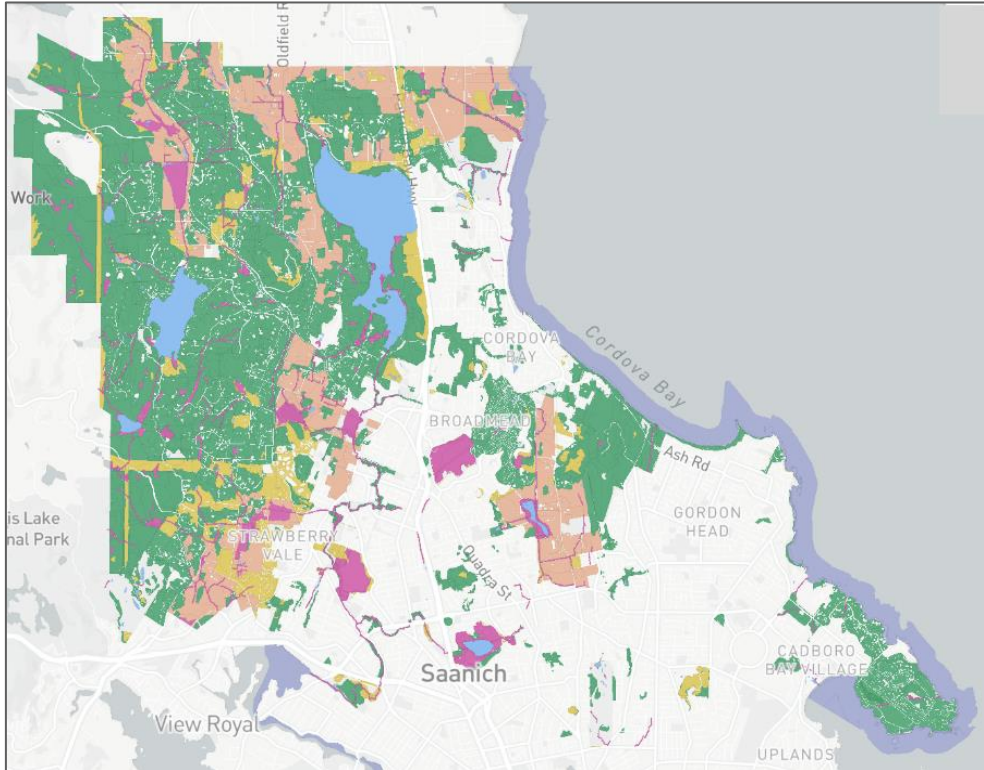 Oldfield R
Hwy
Work
CORDOVA
BAY
Cordova Bay
BROADMEAD
Ash Rd
is Lake
nal Park
GORDON
HEAD
STRAWBERRY
VALE
Quadra St
CADBORO
BAY VILLAGE
Saanich
View Royal
UPLANDS